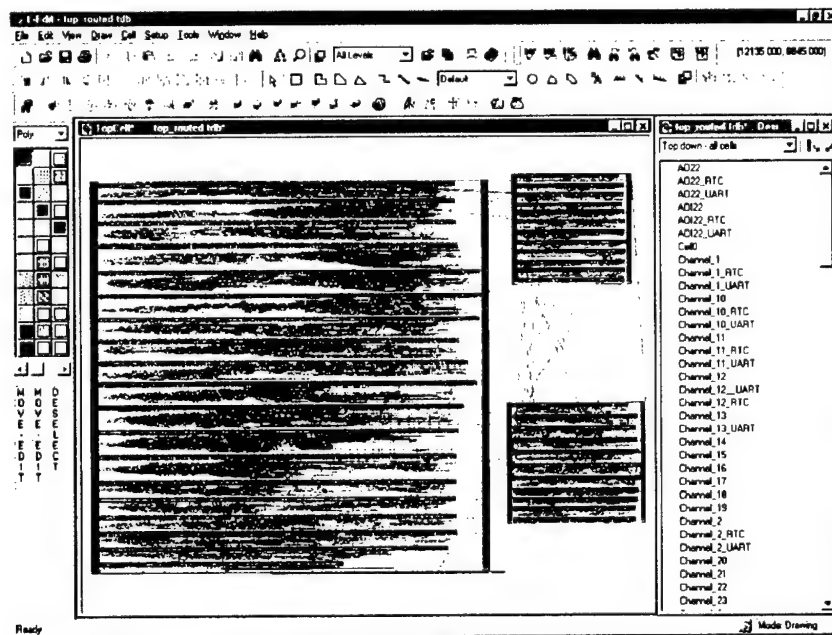 L-Edit - top_routed tdb
File Edit View Draw Cell Setup Tools Window Help
All Levels
[12135 000, 8845.000]
Default
Poly
TopCell* top_routed tdb*
top_routed tdb*
Top down - all cells
AO22
AO22_RTC
AO22_UART
AOI22
AOI22_RTC
AOI22_UART
Cell0
Channel_1
Channel_1_RTC
Channel_1_UART
Channel_10
Channel_10_RTC
Channel_10_UART
Channel_11
Channel_11_RTC
Channel_11_UART
Channel_12
Channel_12__UART
Channel_12_RTC
Channel_13
Channel_13_UART
Channel_14
Channel_15
Channel_16
Channel_17
Channel_18
Channel_19
Channel_2
Channel_2_RTC
Channel_2_UART
Channel_20
Channel_21
Channel_22
Channel_23
MOVE-EDIT
MOVE-EDIT
DESELECT
Ready
Mode: Drawing